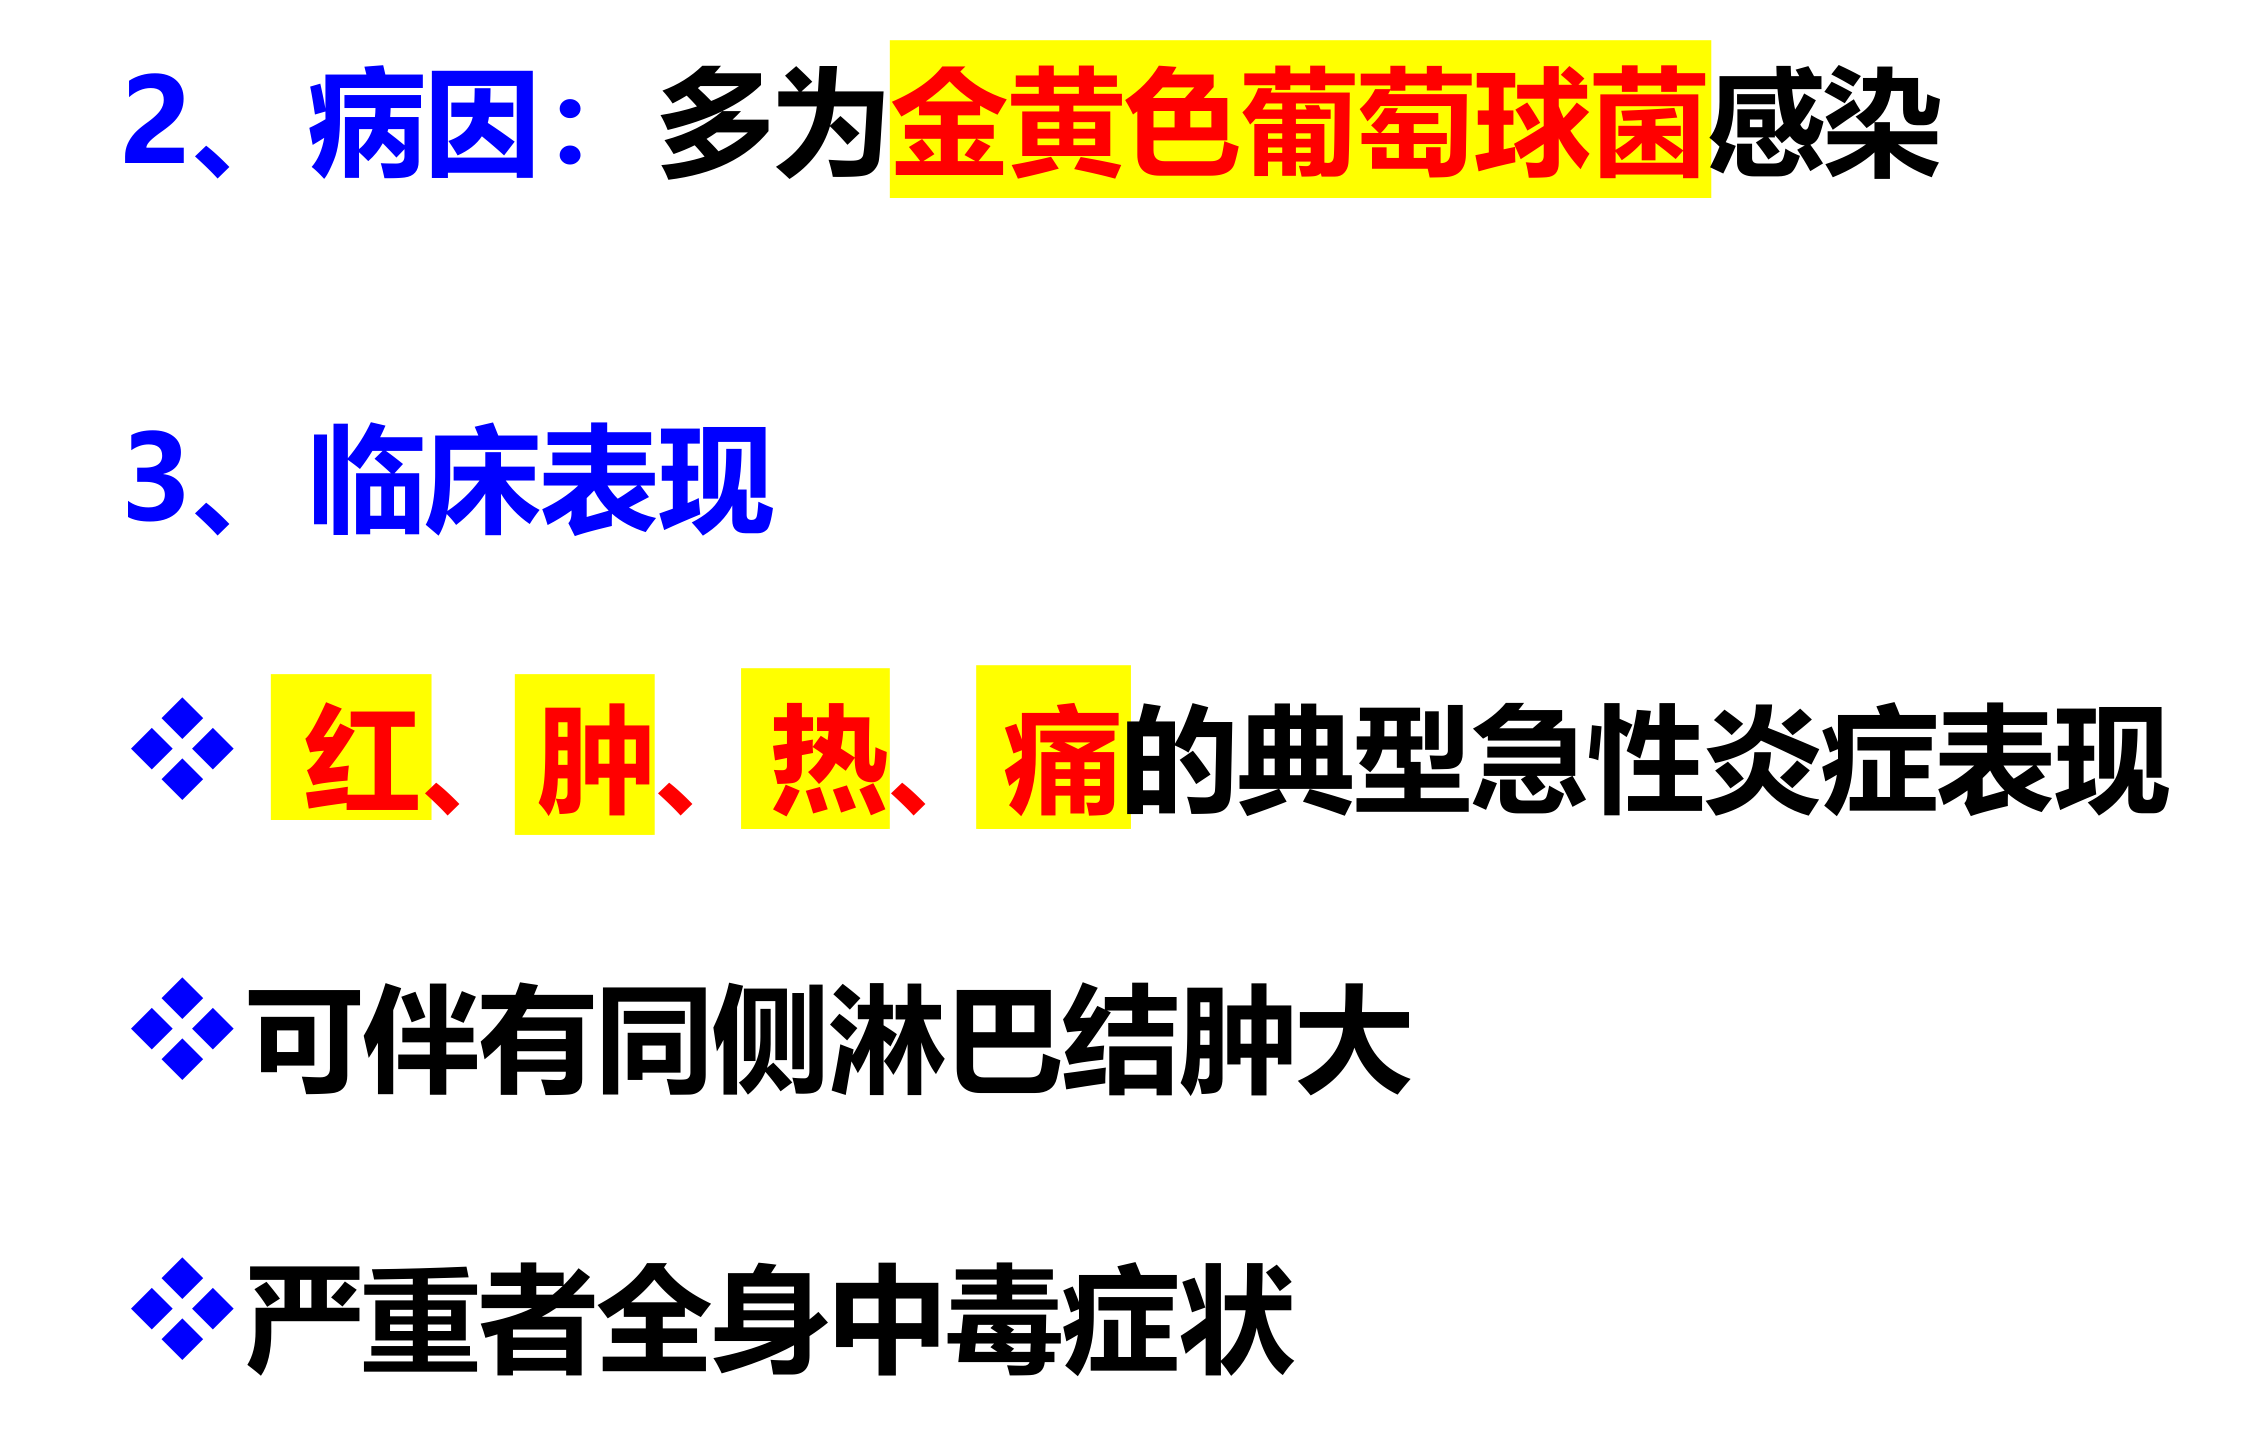 2、病因：多为金黄色葡萄球菌感染
3、临床表现
❖ 红、肿、热、痛的典型急性炎症表现
❖可伴有同侧淋巴结肿大
❖严重者全身中毒症状